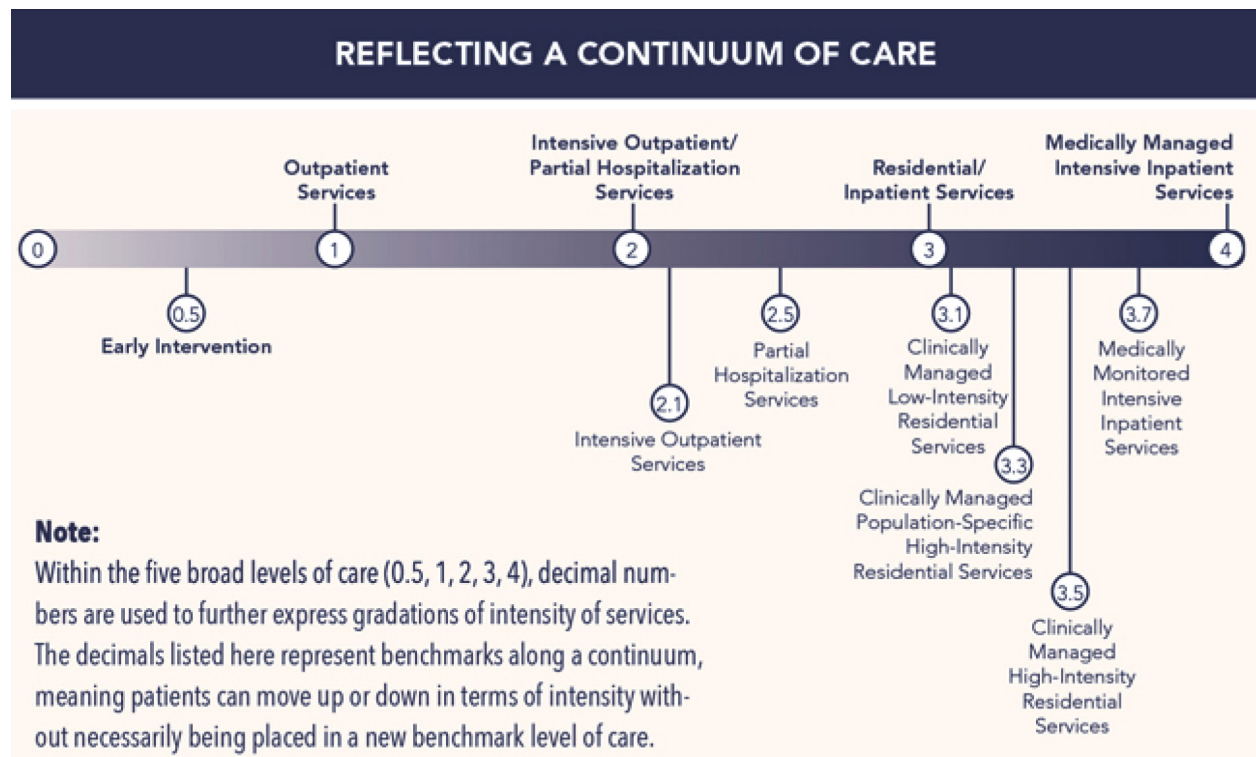 REFLECTING A CONTINUUM OF CARE
Outpatient
Services
Intensive Outpatient/
Partial Hospitalization
Services
Residential/
Inpatient Services
Medically Managed
Intensive Inpatient
Services
0
1
2
3
4
0.5
Early Intervention
2.1
Intensive Outpatient
Services
2.5
Partial
Hospitalization
Services
3.1
Clinically
Managed
Low-Intensity
Residential
Services
3.3
Clinically Managed
Population-Specific
High-Intensity
Residential Services
3.5
Clinically
Managed
High-Intensity
Residential
Services
3.7
Medically
Monitored
Intensive
Inpatient
Services
Note:
Within the five broad levels of care (0.5, 1, 2, 3, 4), decimal num-
bers are used to further express gradations of intensity of services.
The decimals listed here represent benchmarks along a continuum,
meaning patients can move up or down in terms of intensity with-
out necessarily being placed in a new benchmark level of care.